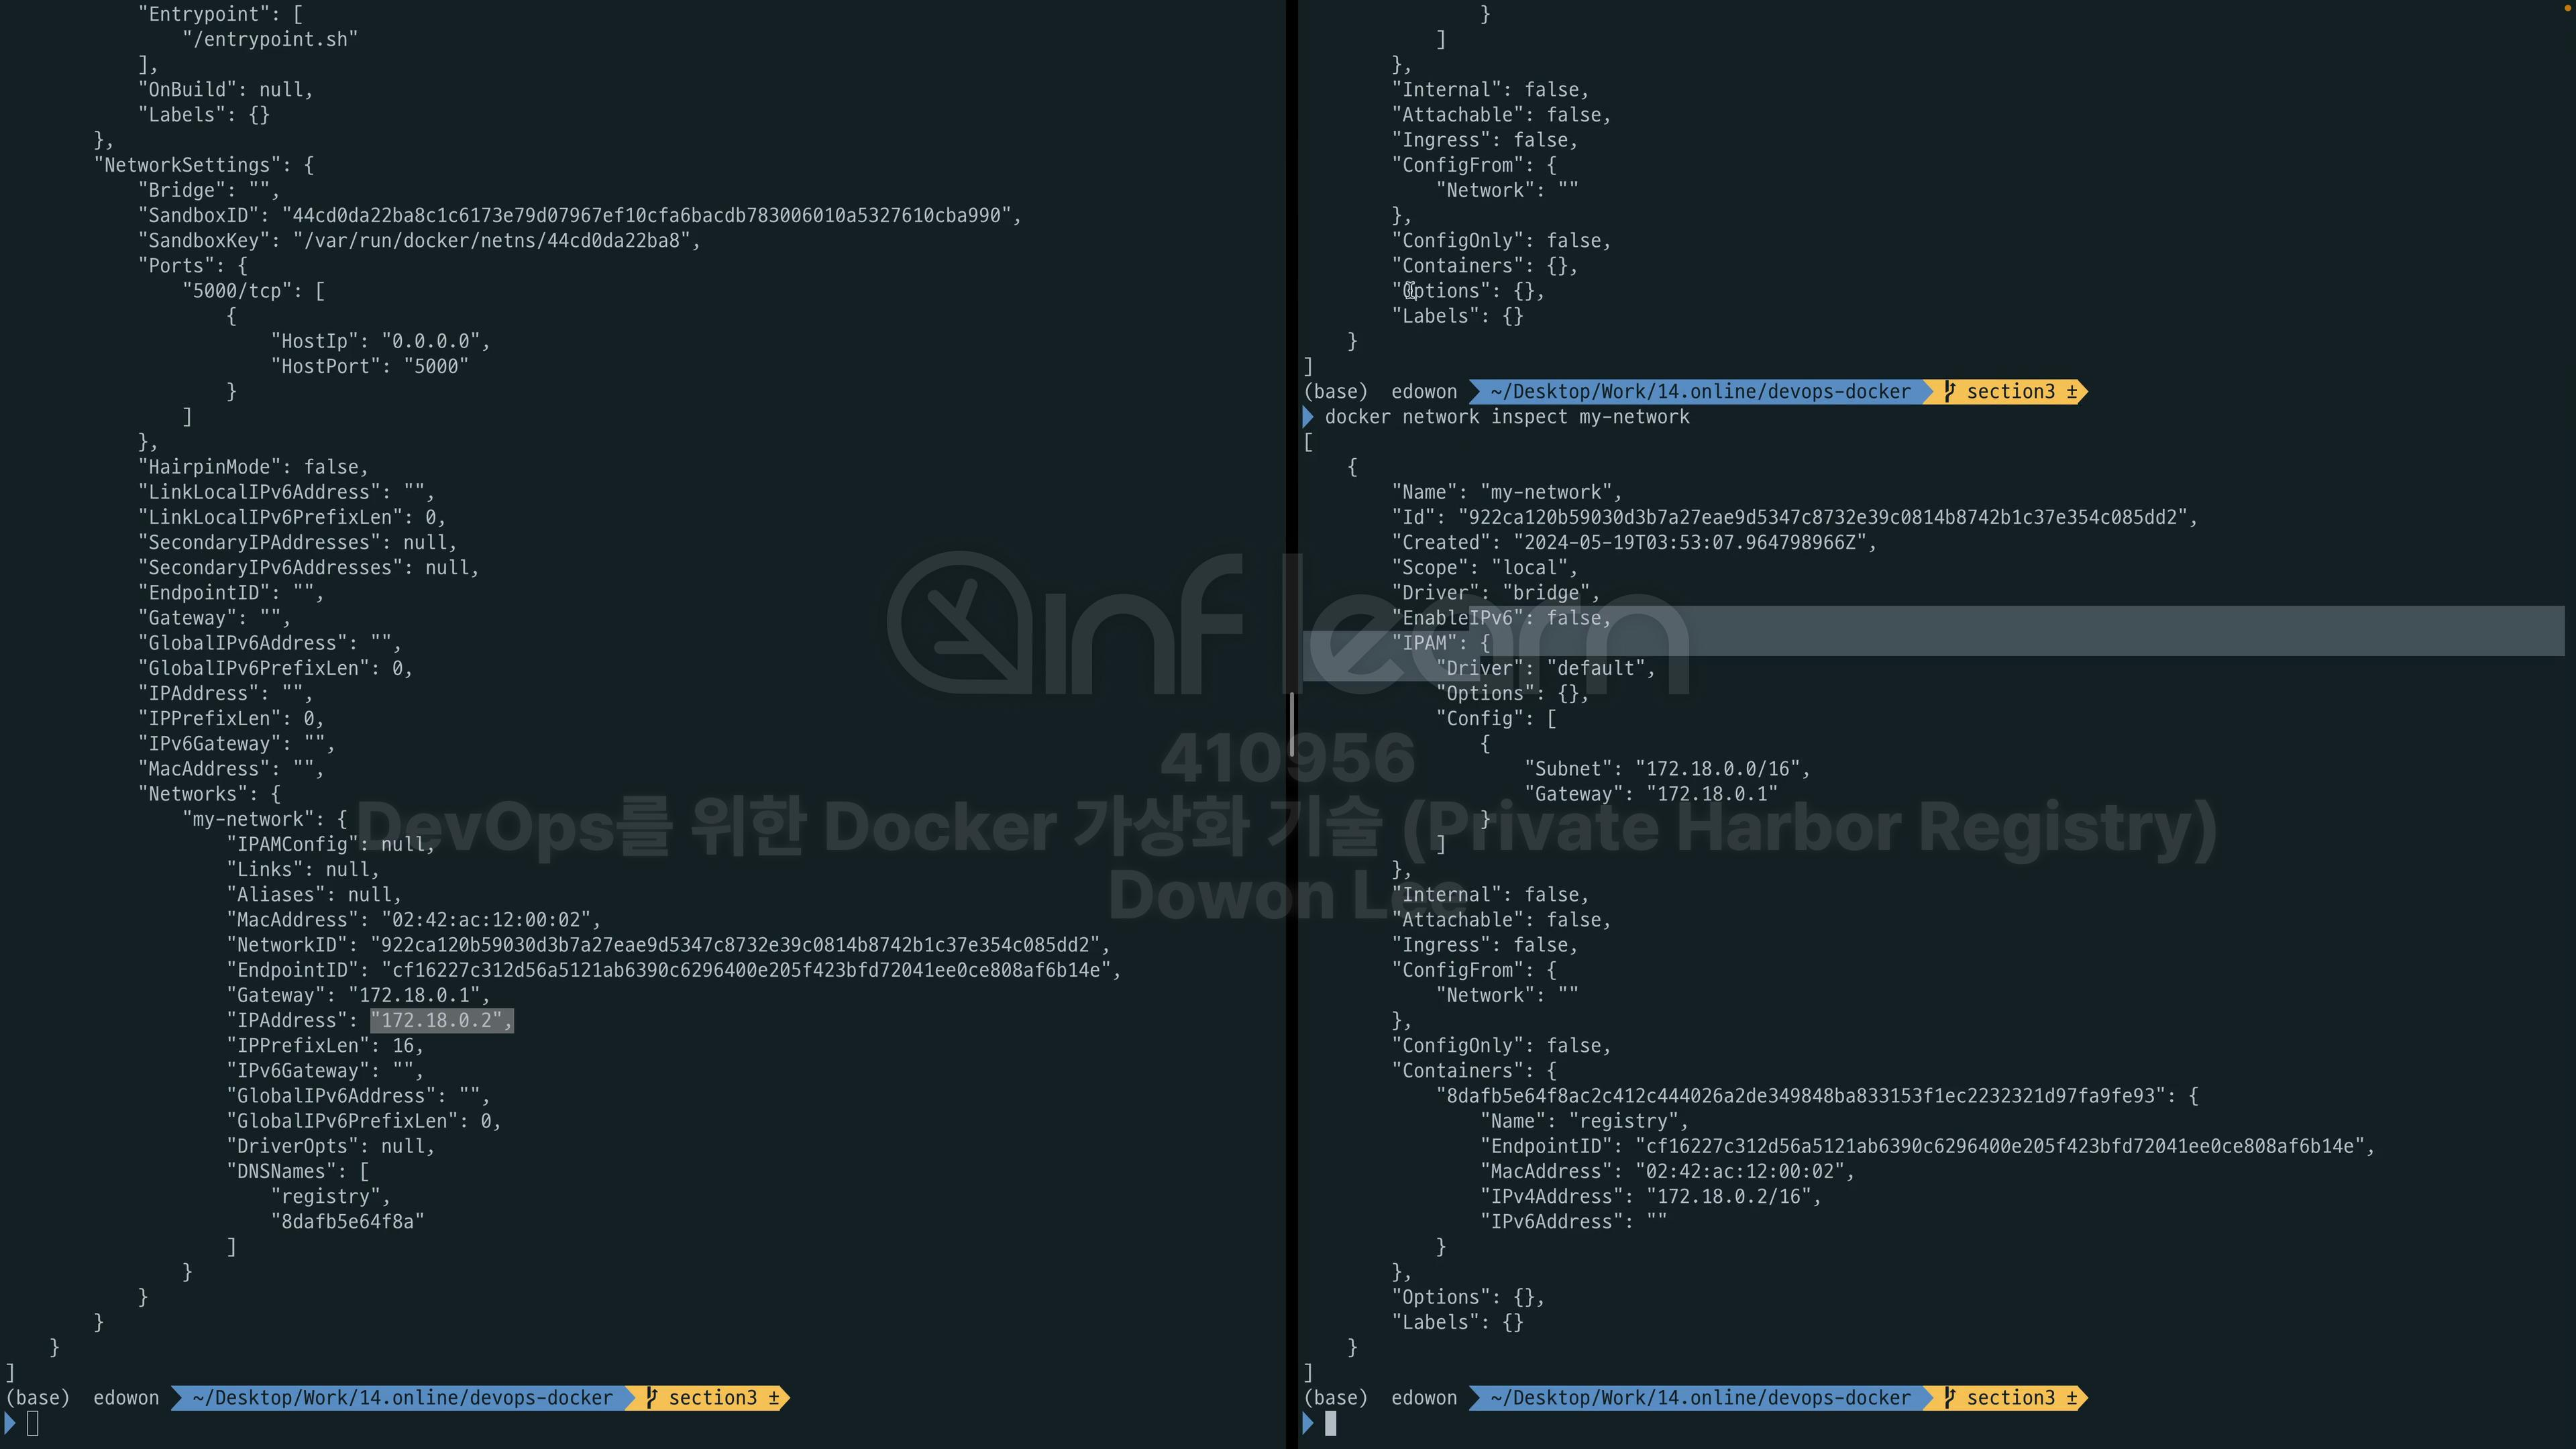 "Entrypoint": [
"/entrypoint.sh"
],
"OnBuild": null,
"Labels": {}
},
"NetworkSettings": {
"Bridge": "",
"SandboxID": "44cd0da22ba8c1c6173e79d07967ef10cfa6bacdb783006010a5327610cba990",
"SandboxKey": "/var/run/docker/netns/44cd0da22ba8",
"Ports": {
"5000/tcp": [
{
"HostIp": "0.0.0.0",
"HostPort": "5000"
}
]
},
"HairpinMode": false,
"LinkLocalIPv6Address": "",
"LinkLocalIPv6PrefixLen": 0,
"SecondaryIPAddresses": null,
"SecondaryIPv6Addresses": null,
"EndpointID": "",
"Gateway": "",
"GlobalIPv6Address": "",
"GlobalIPv6PrefixLen": 0,
"IPAddress": "",
"IPPrefixLen": 0,
"IPv6Gateway": "",
"MacAddress": "",
"Networks": {
"my-network": {
"IPAMConfig": null,
"Links": null,
"Aliases": null,
"MacAddress": "02:42:ac:12:00:02",
"NetworkID": "922ca120b59030d3b7a27eae9d5347c8732e39c0814b8742b1c37e354c085dd2",
"EndpointID": "cf16227c312d56a5121ab6390c6296400e205f423bfd72041ee0ce808af6b14e",
"Gateway": "172.18.0.1",
"IPAddress": "172.18.0.2",
"IPPrefixLen": 16,
"IPv6Gateway": "",
"GlobalIPv6Address": "",
"GlobalIPv6PrefixLen": 0,
"DriverOpts": null,
"DNSNames": [
"registry",
"8dafb5e64f8a"
]
}
}
}
}
]
(base) edowon ~/Desktop/Work/14.online/devops-docker section3 ±
}
]
},
"Internal": false,
"Attachable": false,
"Ingress": false,
"ConfigFrom": {
"Network": ""
},
"ConfigOnly": false,
"Containers": {},
"Options": {},
"Labels": {}
}
]
(base) edowon ~/Desktop/Work/14.online/devops-docker section3 ±
docker network inspect my-network
[
{
"Name": "my-network",
"Id": "922ca120b59030d3b7a27eae9d5347c8732e39c0814b8742b1c37e354c085dd2",
"Created": "2024-05-19T03:53:07.964798966Z",
"Scope": "local",
"Driver": "bridge",
"EnableIPv6": false,
"IPAM": {
"Driver": "default",
"Options": {},
"Config": [
{
"Subnet": "172.18.0.0/16",
"Gateway": "172.18.0.1"
}
]
},
"Internal": false,
"Attachable": false,
"Ingress": false,
"ConfigFrom": {
"Network": ""
},
"ConfigOnly": false,
"Containers": {
"8dafb5e64f8ac2c412c444026a2de349848ba833153f1ec2232321d97fa9fe93": {
"Name": "registry",
"EndpointID": "cf16227c312d56a5121ab6390c6296400e205f423bfd72041ee0ce808af6b14e",
"MacAddress": "02:42:ac:12:00:02",
"IPv4Address": "172.18.0.2/16",
"IPv6Address": ""
}
},
"Options": {},
"Labels": {}
}
]
(base) edowon ~/Desktop/Work/14.online/devops-docker section3 ±
inflearn
410956
DevOps를 위한 Docker 가상화 기술 (Private Harbor Registry)
Dowon Lee